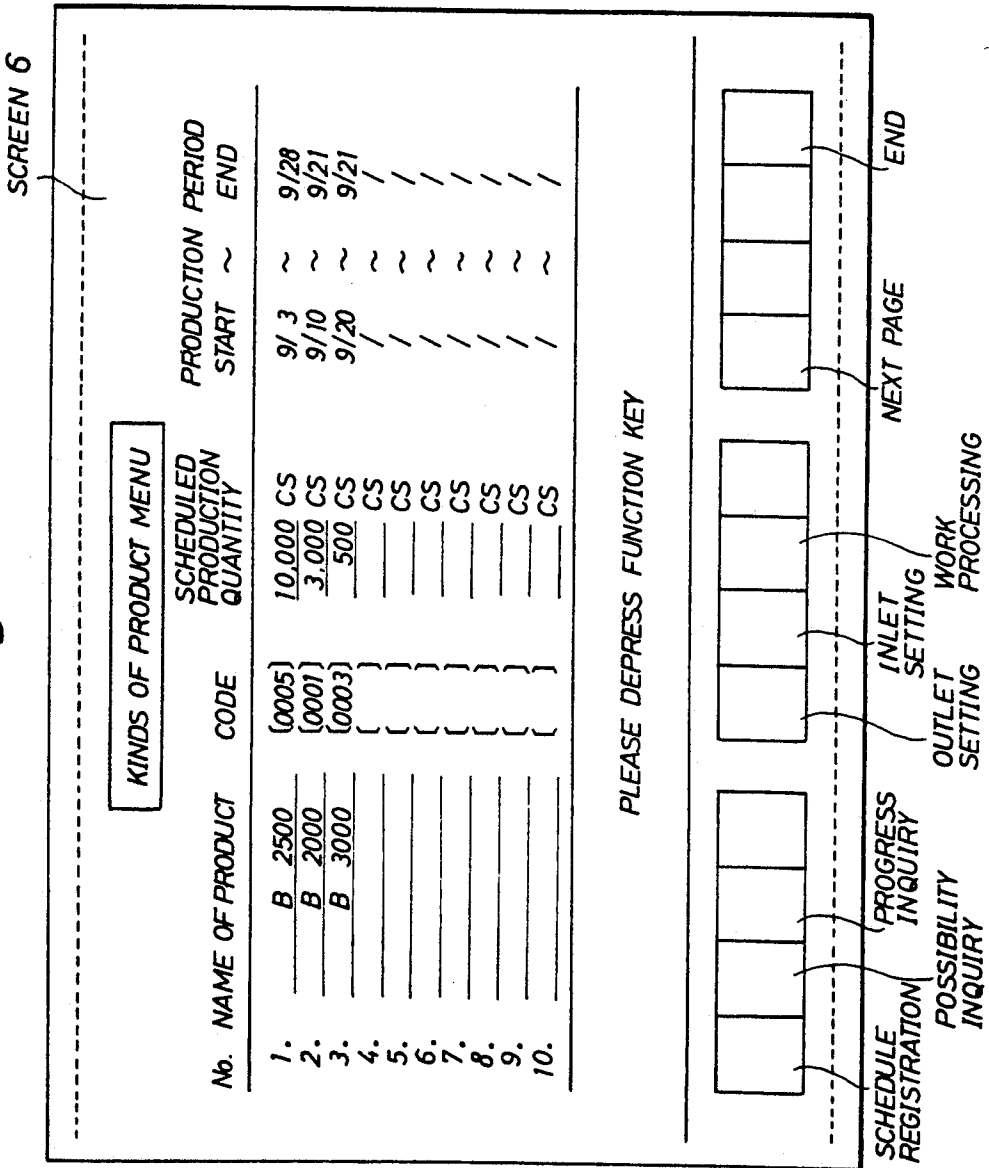 SCREEN 6
KINDS OF PRODUCT MENU
No. NAME OF PRODUCT CODE SCHEDULED PRODUCTION QUANTITY PRODUCTION PERIOD START ~ END
1. B 2500 (0005) 10,000 CS 9/ 3 ~ 9/28
2. B 2000 (0001) 3,000 CS 9/10 ~ 9/21
3. B 3000 (0003) 500 CS 9/20 ~ 9/21
4. ( ) CS / ~ /
5. ( ) CS / ~ /
6. ( ) CS / ~ /
7. ( ) CS / ~ /
8. ( ) CS / ~ /
9. ( ) CS / ~ /
10. ( ) CS / ~ /
PLEASE DEPRESS FUNCTION KEY
SCHEDULE
REGISTRATION
POSSIBILITY
INQUIRY
PROGRESS
INQUIRY
OUTLET
SETTING
INLET
SETTING
WORK
PROCESSING
NEXT PAGE
END